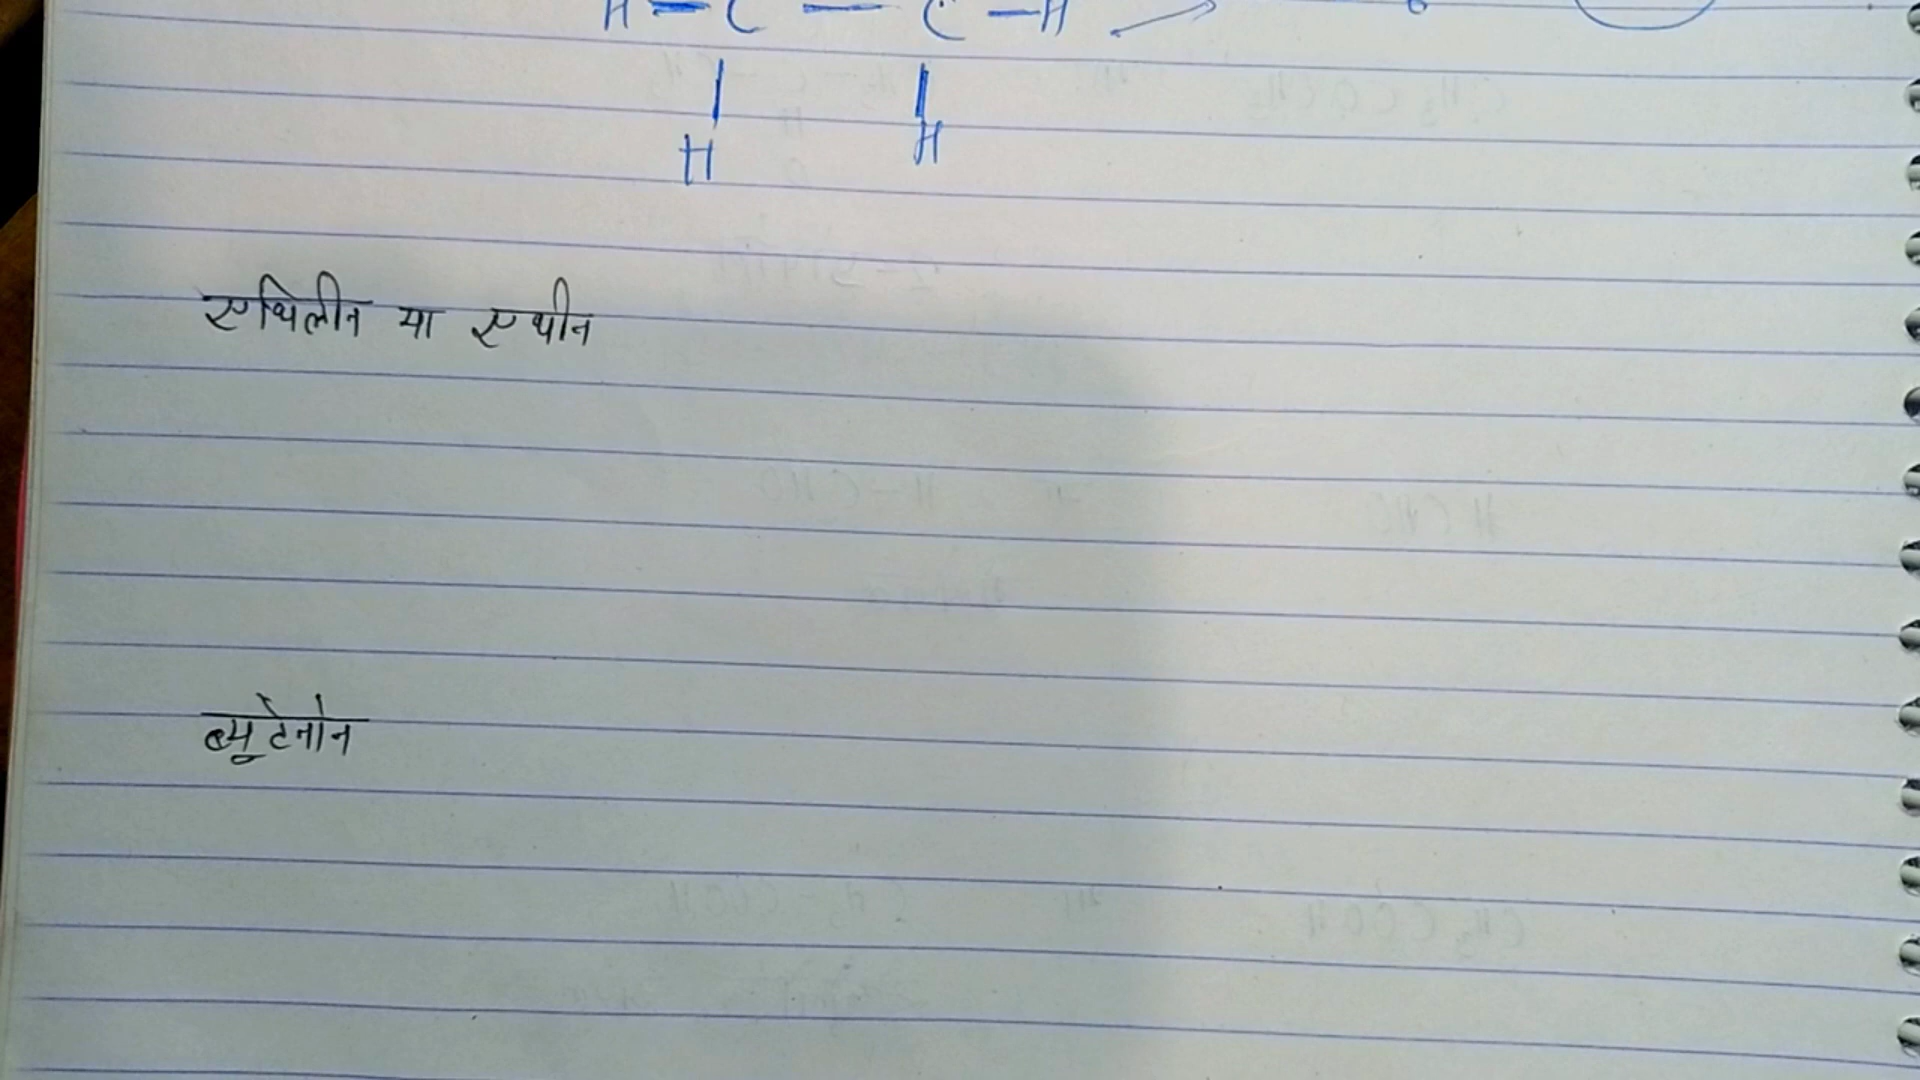 H — C — C — H
H H
एथिलीन या एथीन
ब्यूटेनोन